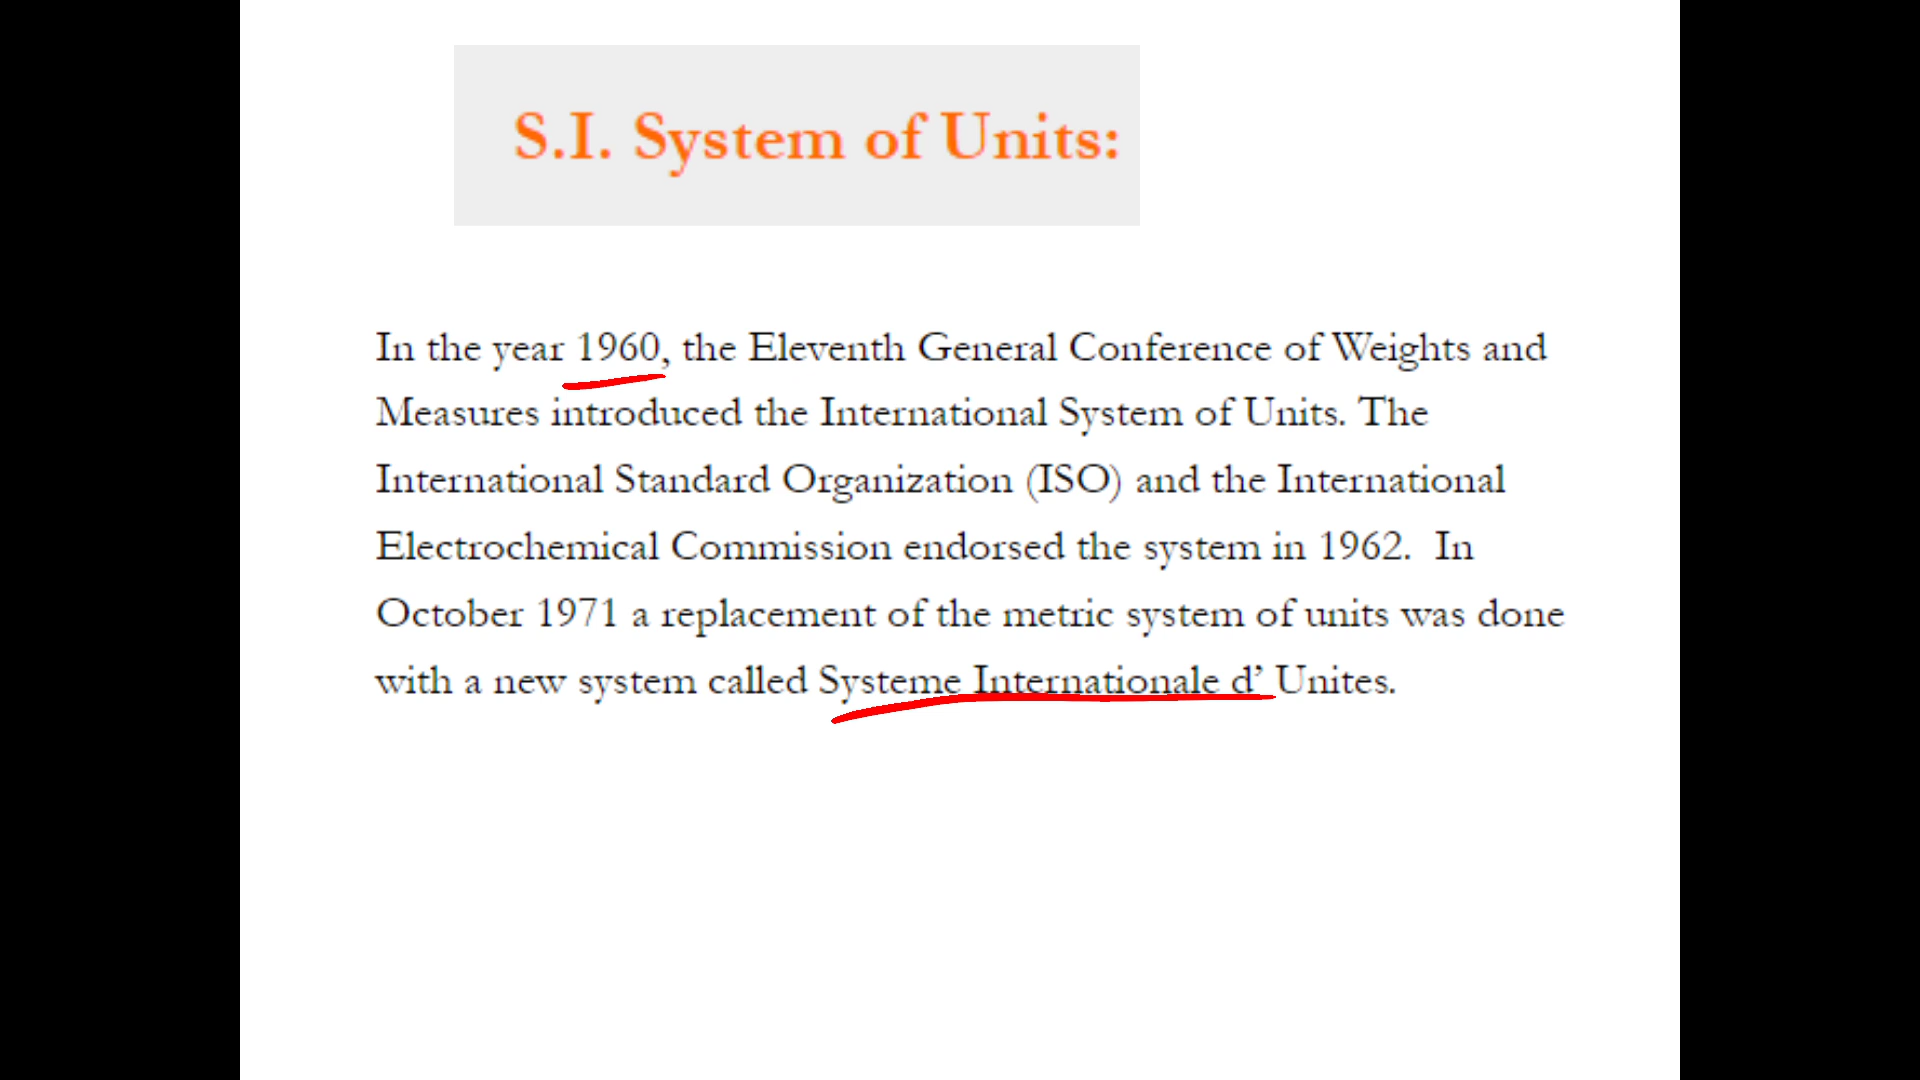 S.I. System of Units:
In the year 1960, the Eleventh General Conference of Weights and
Measures introduced the International System of Units. The
International Standard Organization (ISO) and the International
Electrochemical Commission endorsed the system in 1962.  In
October 1971 a replacement of the metric system of units was done
with a new system called Systeme Internationale d’ Unites.